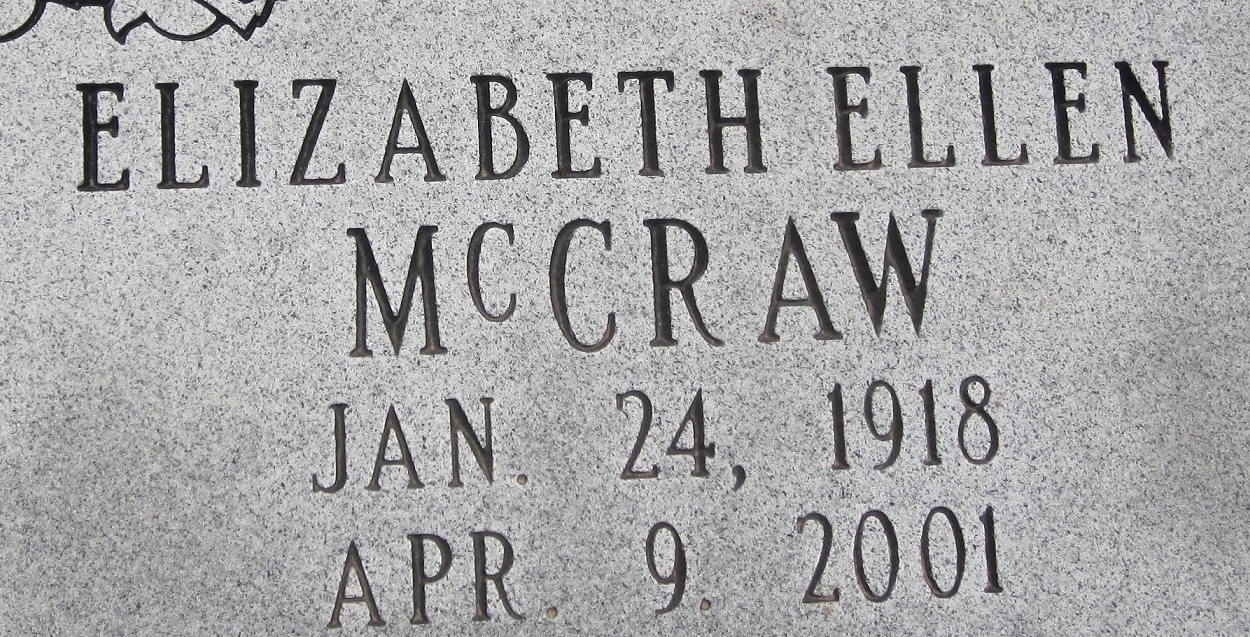 ELIZABETH ELLEN
McCRAW
JAN. 24, 1918
APR. 9. 2001